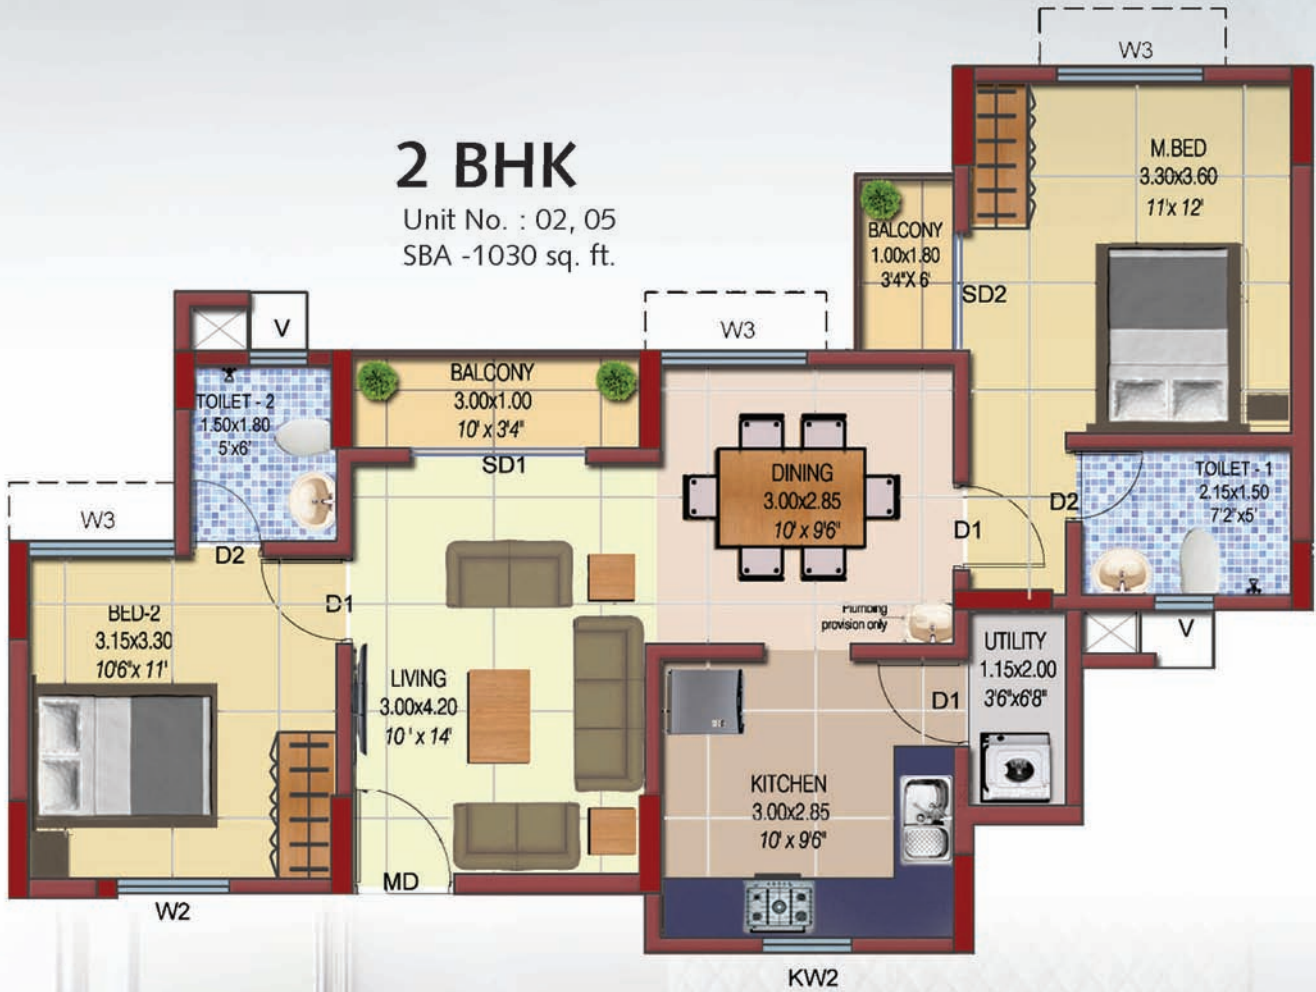 2 BHK
Unit No. : 02, 05
SBA -1030 sq. ft.
W3
M.BED
3.30x3.60
11'x 12'
BALCONY
1.00x1.80
3'4"X 6'
SD2
W3
V
BALCONY
3.00x1.00
10' x 3'4"
SD1
TOILET - 2
1.50x1.80
5'x6'
W3
D2
DINING
3.00x2.85
10' x 9'6"
D1
D2
TOILET - 1
2.15x1.50
7'2"x5'
V
BED-2
3.15x3.30
10'6"x 11'
D1
Plumbing
provision only
UTILITY
1.15x2.00
3'6"x6'8"
D1
LIVING
3.00x4.20
10 ' x 14'
KITCHEN
3.00x2.85
10' x 9'6"
MD
W2
KW2